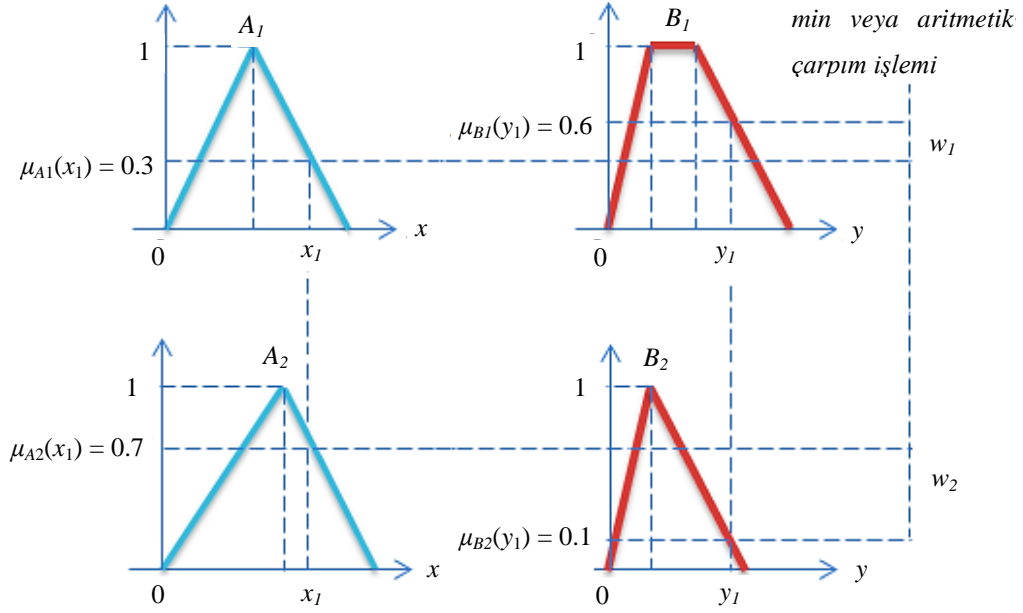 min veya aritmetik
çarpım işlemi
A1
B1
1
1
μB1(y1) = 0.6
w1
μA1(x1) = 0.3
x
y
0
x1
0
y1
A2
B2
1
1
μA2(x1) = 0.7
w2
μB2(y1) = 0.1
x
y
0
x1
0
y1